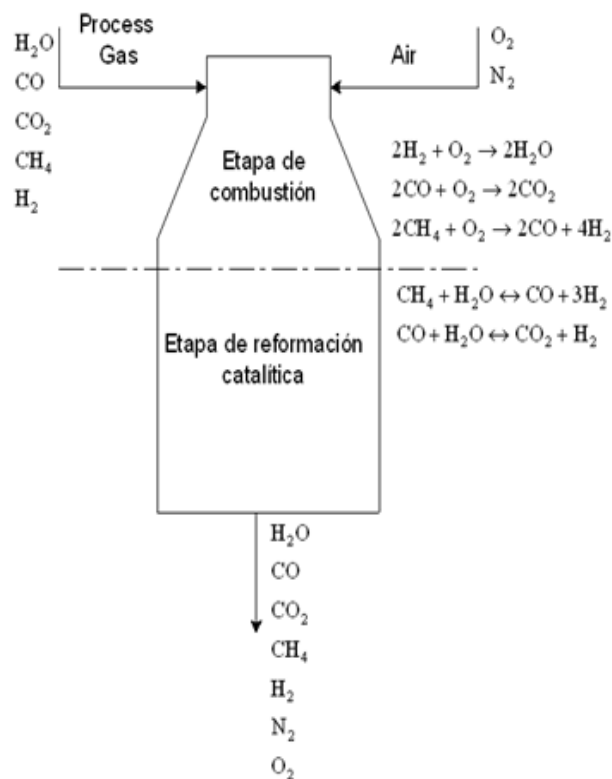 Process
Gas
H₂O
CO
CO₂
CH₄
H₂
Air
O₂
N₂
Etapa de
combustión
2H₂ + O₂ → 2H₂O
2CO + O₂ → 2CO₂
2CH₄ + O₂ → 2CO + 4H₂
CH₄ + H₂O ↔ CO + 3H₂
CO + H₂O ↔ CO₂ + H₂
Etapa de reformación
catalítica
H₂O
CO
CO₂
CH₄
H₂
N₂
O₂